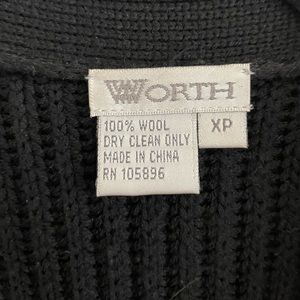 WORTH
XP
100% WOOL
DRY CLEAN ONLY
MADE IN CHINA
RN 105896